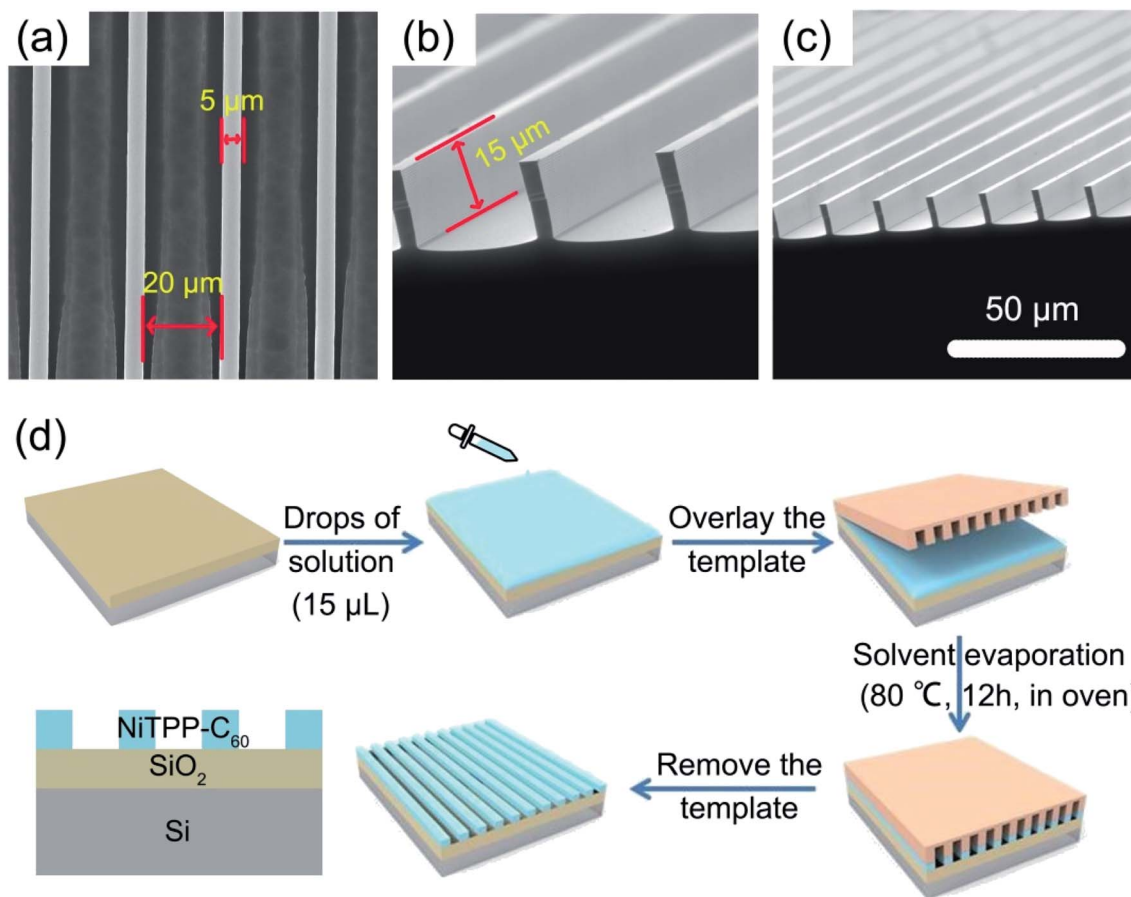 (a)
5 μm
20 μm
(b)
15 μm
(c)
50 μm
(d)
Drops of
solution
(15 μL)
Overlay the
template
Solvent evaporation
(80 ℃, 12h, in oven)
Remove the
template
NiTPP-C60
SiO2
Si